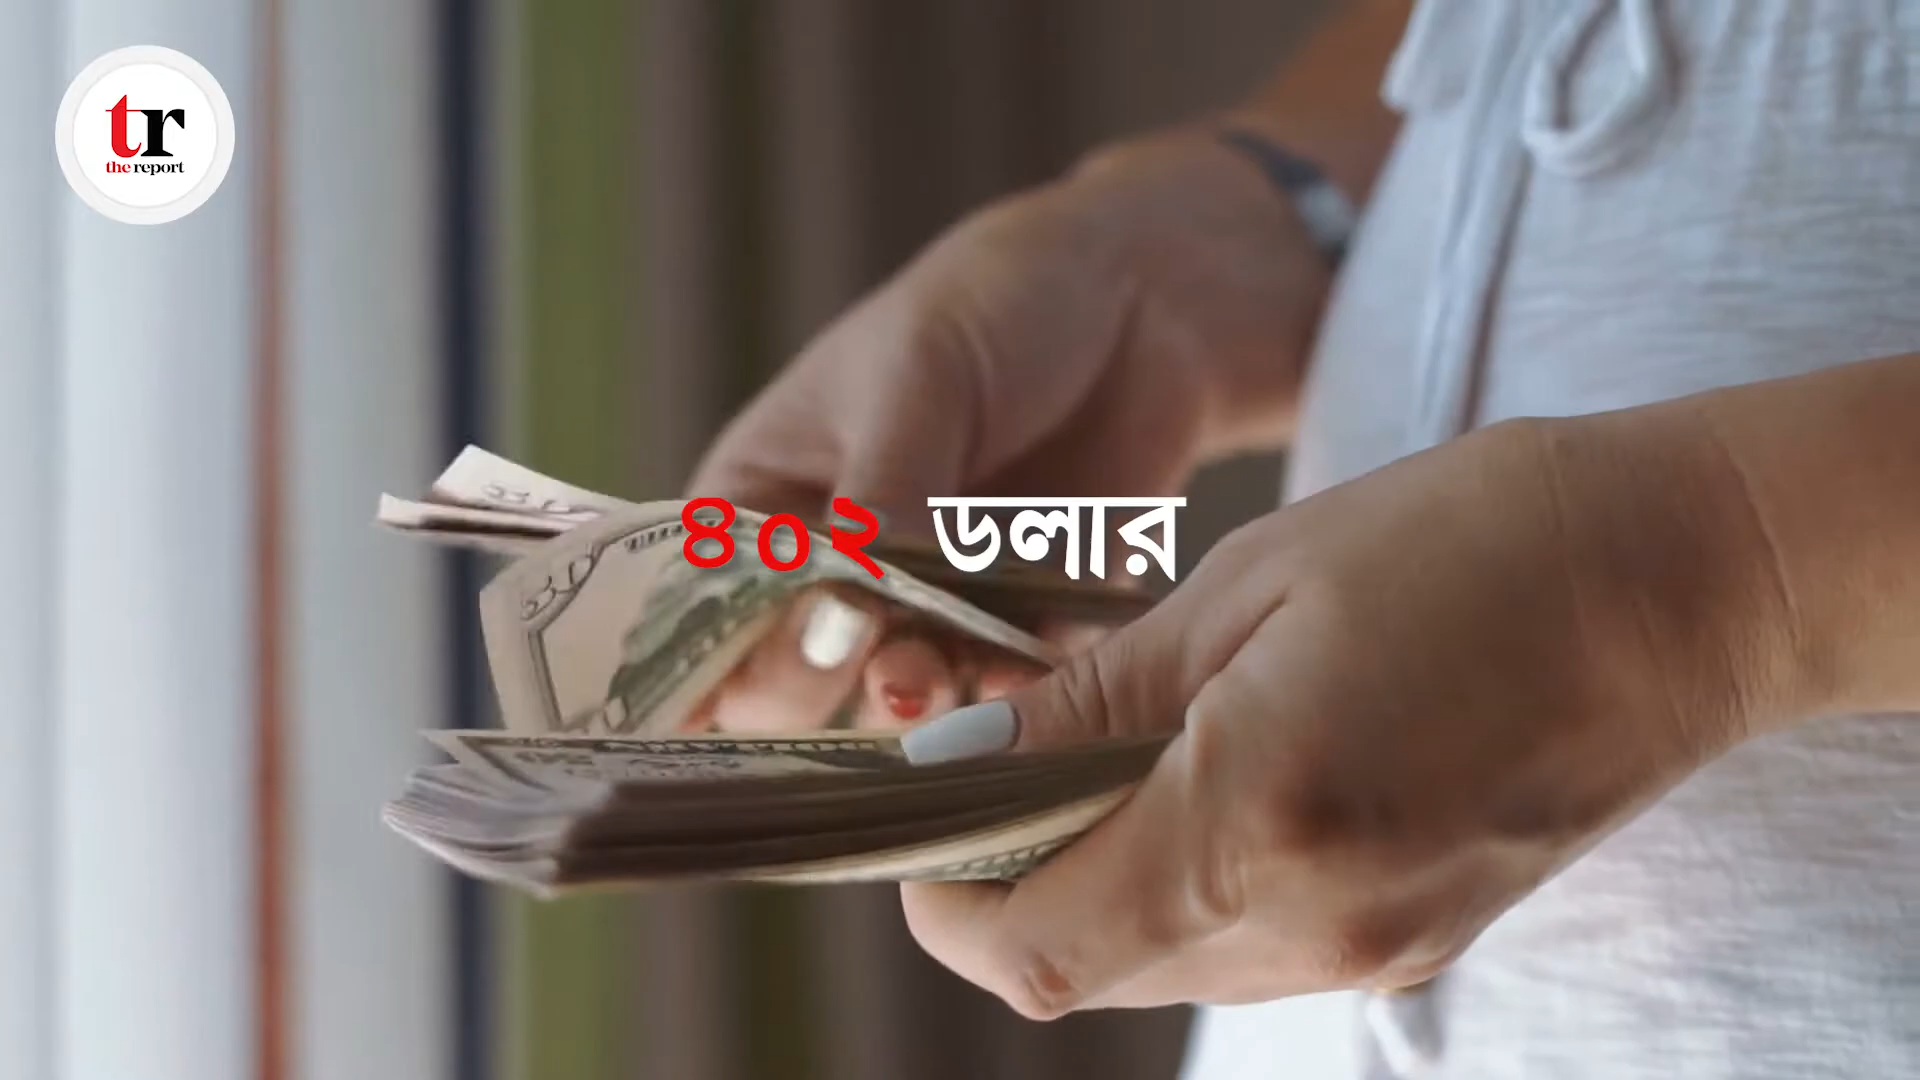 tr
the report
৪০২ ডলার